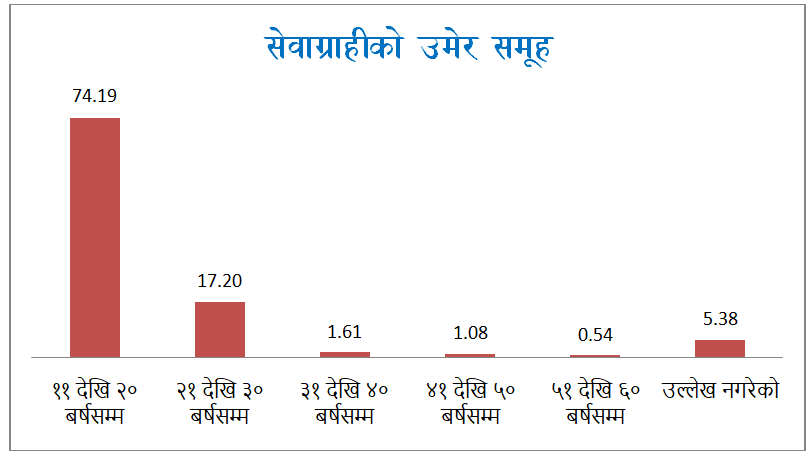 सेवाग्राहीको उमेर समूह
74.19
17.20
1.61
1.08
0.54
5.38
११ देखि २०
बर्षसम्म
२१ देखि ३०
बर्षसम्म
३१ देखि ४०
बर्षसम्म
४१ देखि ५०
बर्षसम्म
५१ देखि ६०
बर्षसम्म
उल्लेख नगरेको